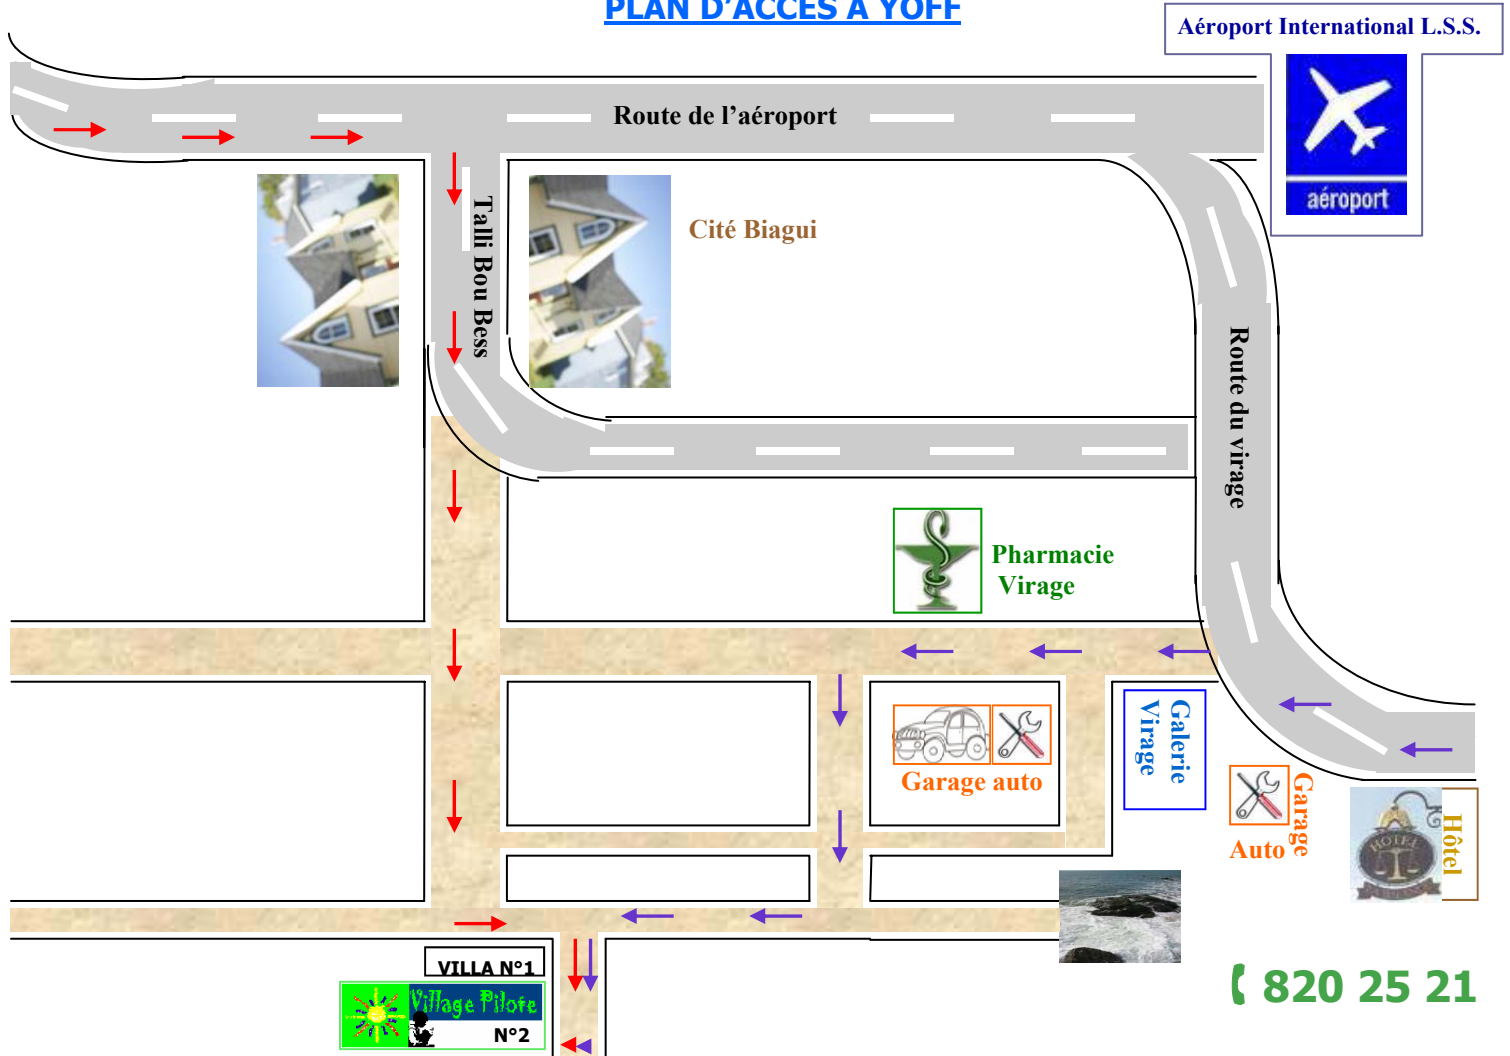 PLAN D’ACCES A YOFF
Aéroport International L.S.S.
aéroport
Route de l’aéroport
Talli Bou Bess
Cité Biagui
Route du virage
Pharmacie
Virage
Garage auto
Galerie
Virage
Garage
Auto
HOTEL
Hôtel
VILLA N°1
Village Pilote
N°2
820 25 21